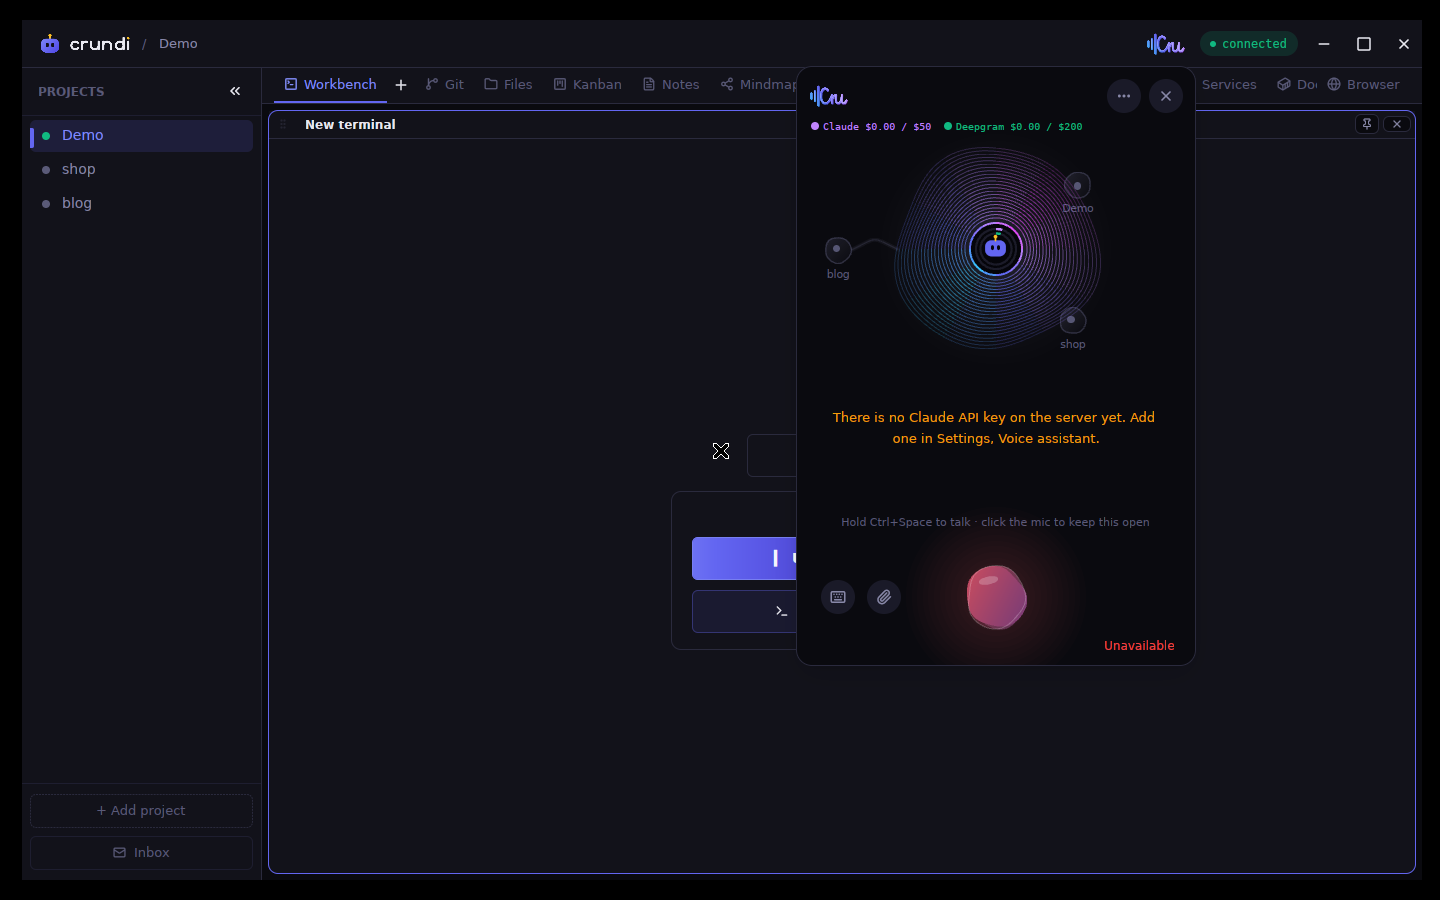 crundi / Demo
Cru
connected
PROJECTS
Workbench
Git
Files
Kanban
Notes
Services
Browser
Demo
shop
blog
New terminal
Cru
Claude $0.00 / $50
Deepgram $0.00 / $200
Demo
blog
shop
There is no Claude API key on the server yet. Add
one in Settings, Voice assistant.
Hold Ctrl+Space to talk · click the mic to keep this open
Unavailable
+ Add project
Inbox